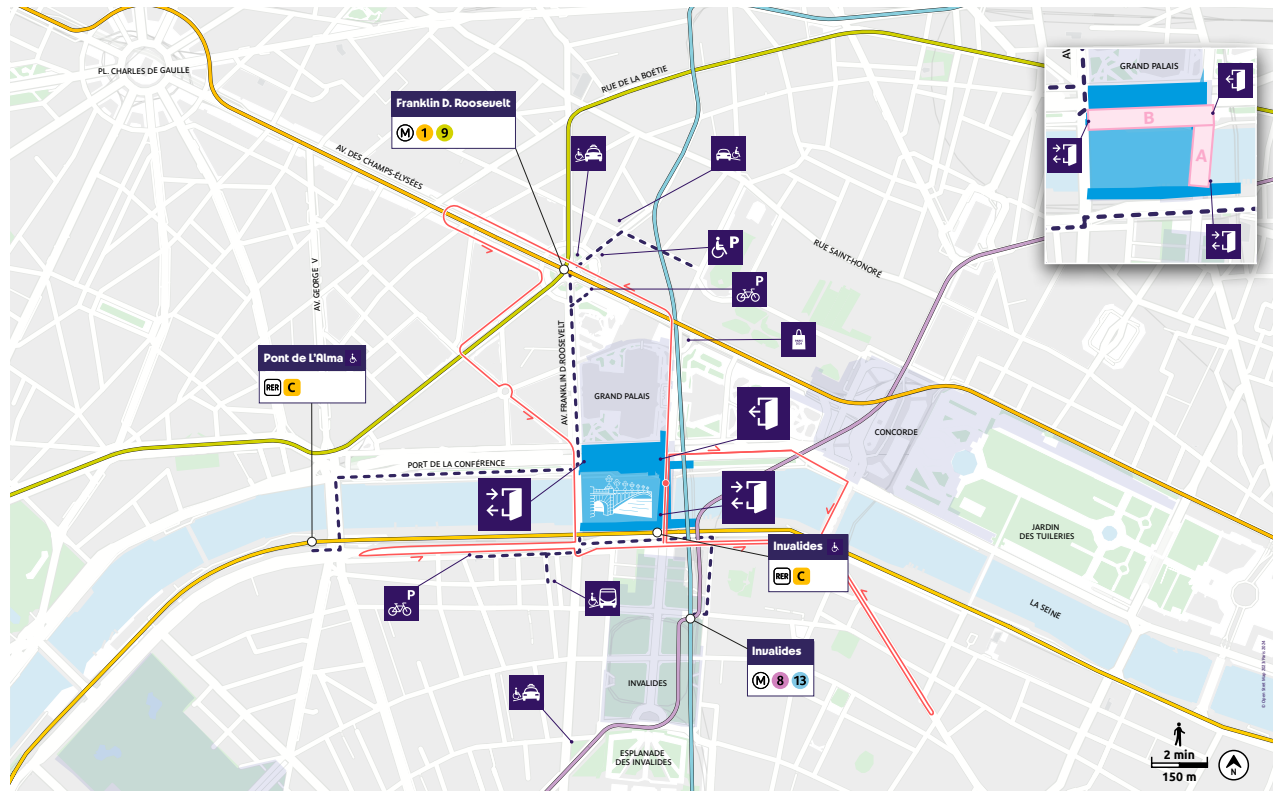 PL. CHARLES DE GAULLE
RUE DE LA BOÉTIE
AV
GRAND PALAIS
B
A
Franklin D. Roosevelt
M 1 9
AV. DES CHAMPS-ÉLYSÉES
P
RUE SAINT-HONORÉ
P
AV. GEORGE V
AV. FRANKLIN D.ROOSEVELT
Pont de L'Alma
RER C
GRAND PALAIS
CONCORDE
PORT DE LA CONFÉRENCE
JARDIN
DES TUILERIES
Invalides
RER C
P
LA SEINE
Invalides
M 8 13
INVALIDES
ESPLANADE
DES INVALIDES
2 min
150 m
N